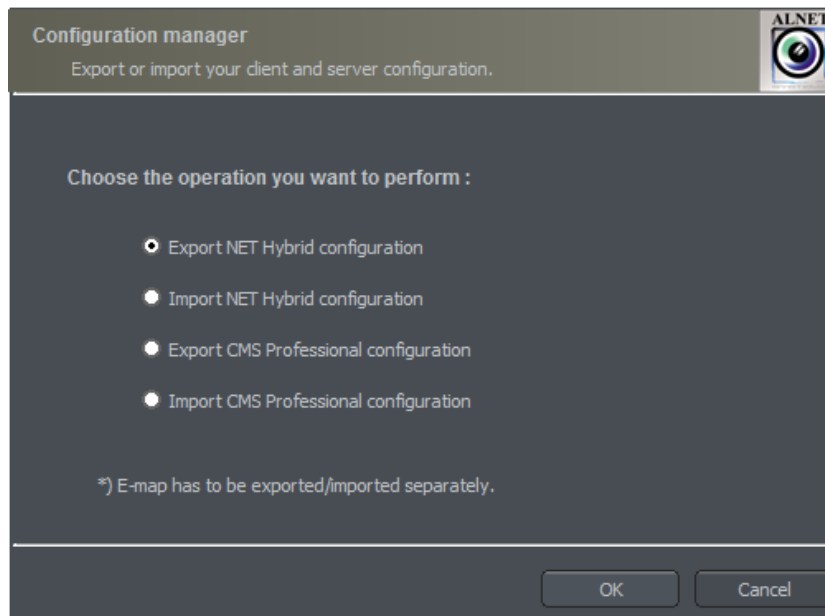 Configuration manager
ALNET
Export or import your client and server configuration.
Choose the operation you want to perform :
Export NET Hybrid configuration
Import NET Hybrid configuration
Export CMS Professional configuration
Import CMS Professional configuration
*) E-map has to be exported/imported separately.
OK
Cancel